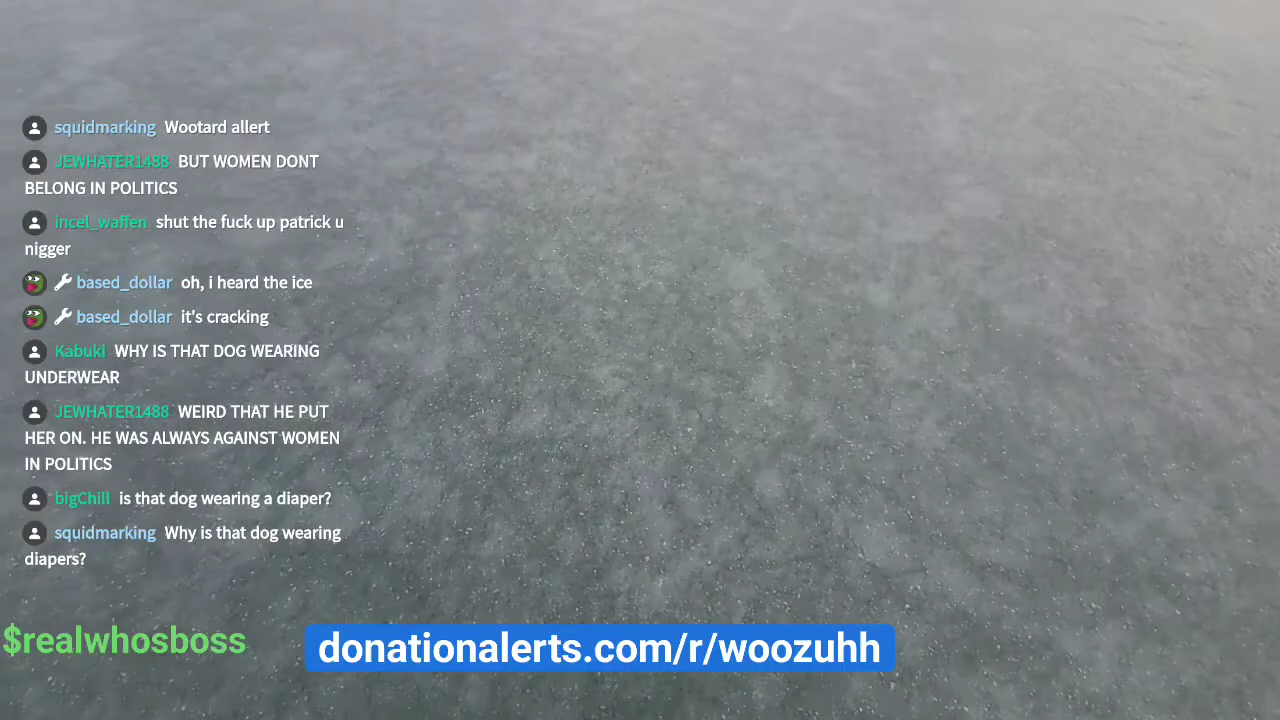 squidmarking Wootard allert
JEWHATER1488 BUT WOMEN DONT
BELONG IN POLITICS
incel_waffen shut the fuck up patrick u
nigger
based_dollar oh, i heard the ice
based_dollar it's cracking
Kabuki WHY IS THAT DOG WEARING
UNDERWEAR
JEWHATER1488 WEIRD THAT HE PUT
HER ON. HE WAS ALWAYS AGAINST WOMEN
IN POLITICS
bigChill is that dog wearing a diaper?
squidmarking Why is that dog wearing
diapers?
$realwhosboss
donationalerts.com/r/woozuhh